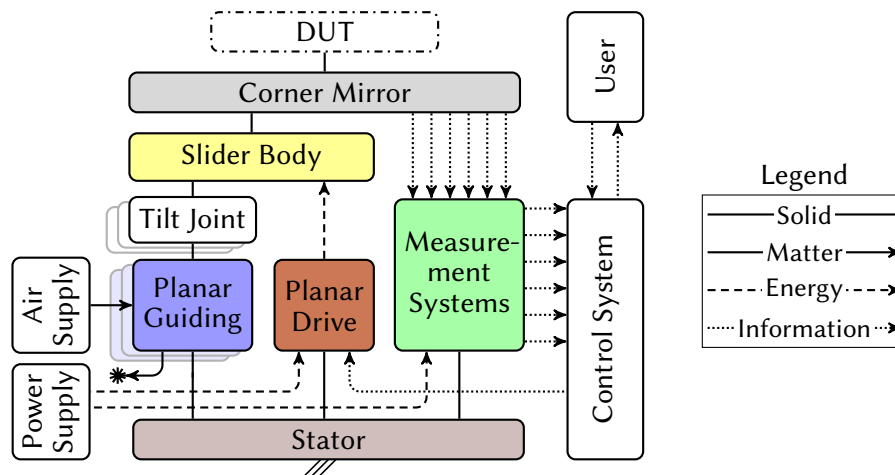 DUT
Corner Mirror
User
Slider Body
Tilt Joint
Air
Supply
Planar
Guiding
Planar
Drive
Measure-
ment
Systems
Control System
Power
Supply
Stator
Legend
Solid
Matter
Energy
Information